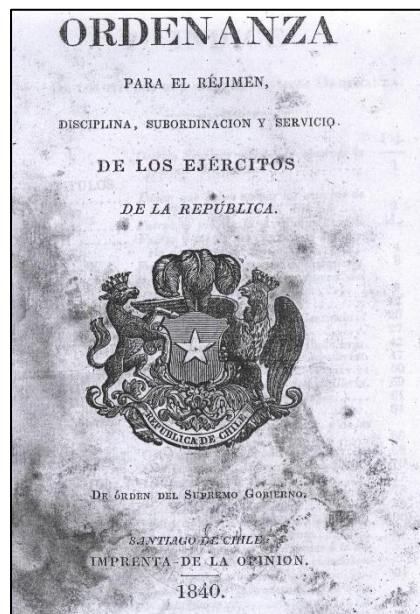 ORDENANZA
PARA EL RÉJIMEN,
DISCIPLINA, SUBORDINACION Y SERVICIO.
DE LOS EJÉRCITOS
DE LA REPÚBLICA.
REPUBLICA DE CHILE
DE ÓRDEN DEL SUPREMO GOBIERNO.
SANTIAGO DE CHILE:
IMPRENTA DE LA OPINION.
1840.